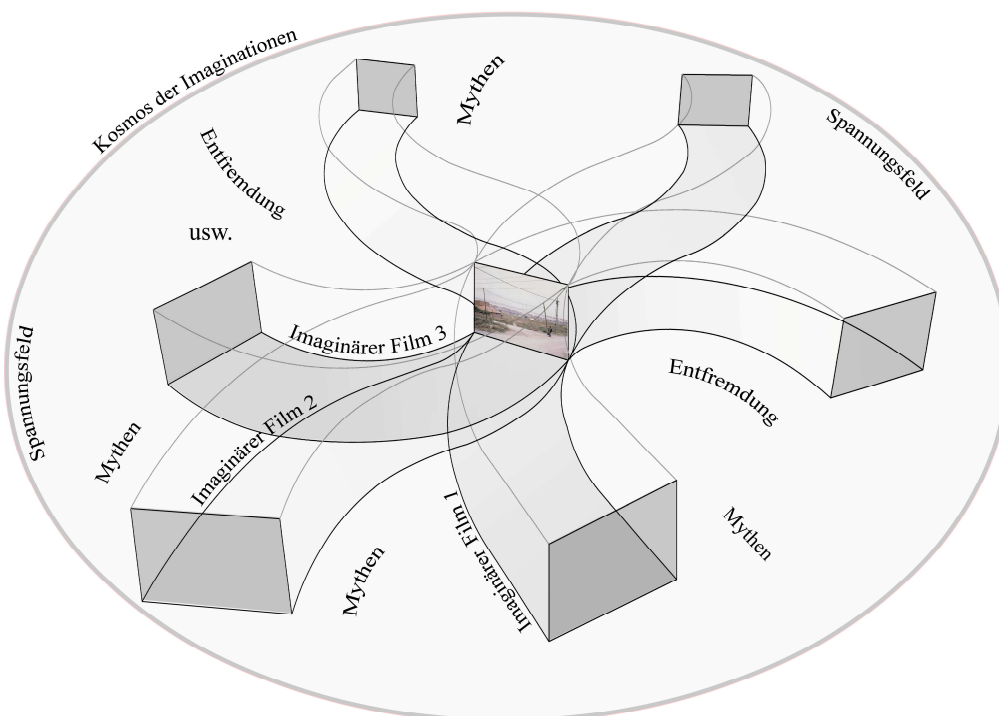 Kosmos der Imaginationen
Mythen
Spannungsfeld
Entfremdung
usw.
Imaginärer Film 3
Spannungsfeld
Entfremdung
Imaginärer Film 2
Mythen
Imaginärer Film 1
Mythen
Mythen